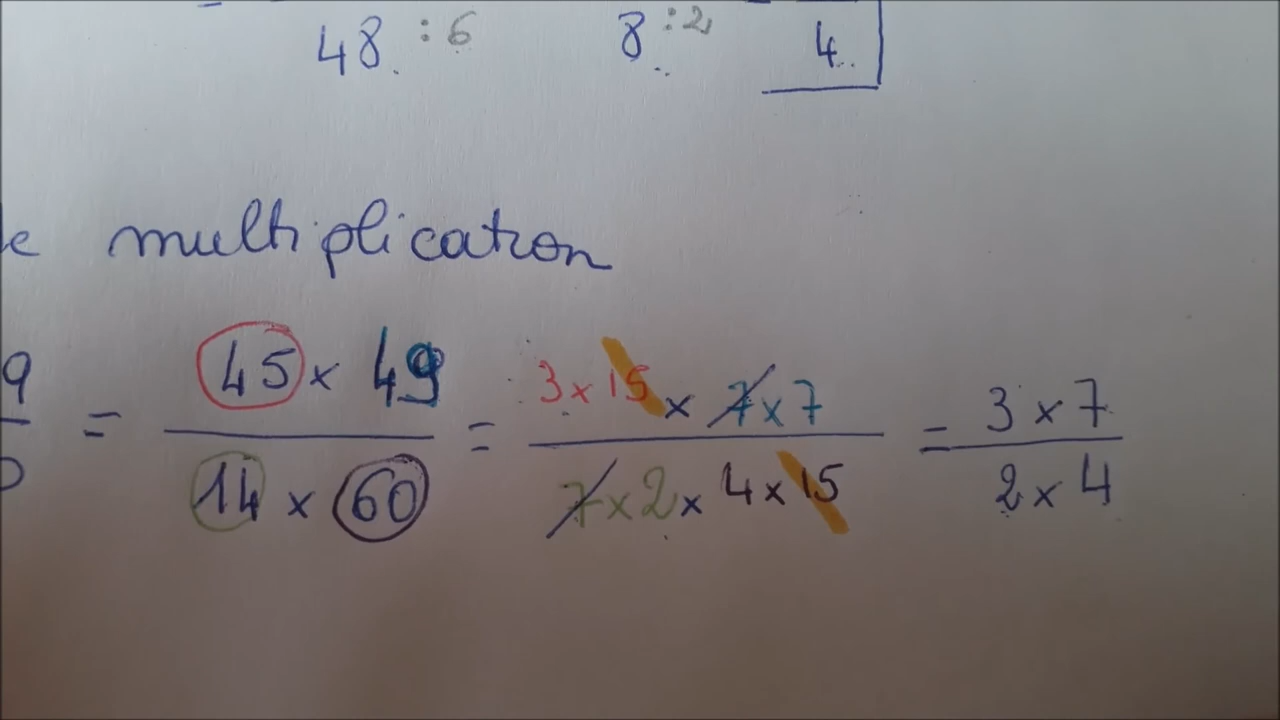 48 : 6 8 : 2 4
multiplication
9 = 45 x 49 = 3 x 15 x 7 x 7 = 3 x 7
14 x 60 7 x 2 x 4 x 15 2 x 4